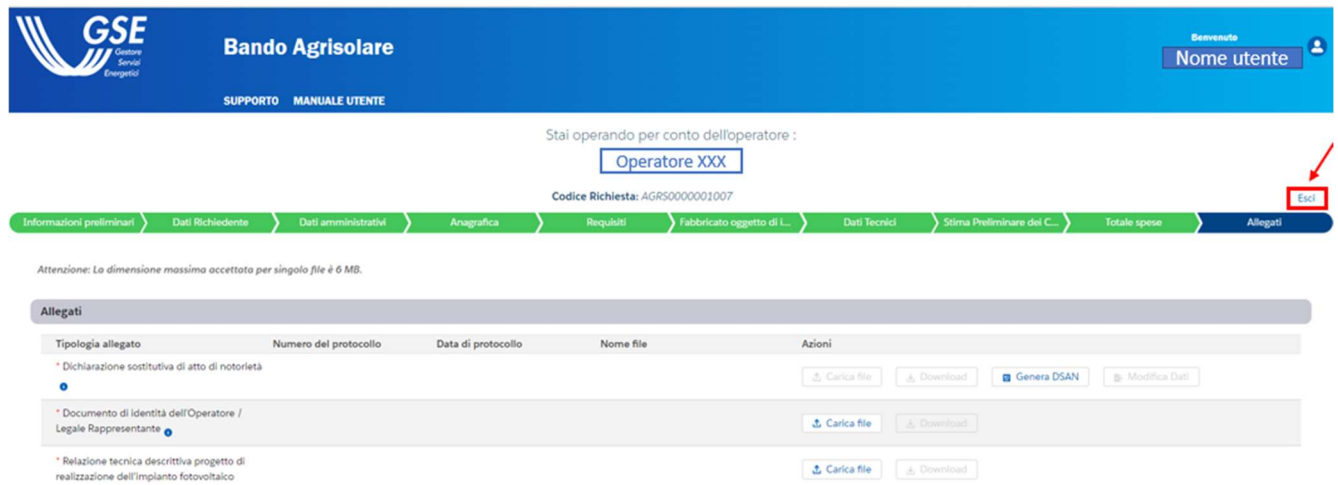 GSE
Gestore
Servizi
Energetici
Bando Agrisolare
SUPPORTO MANUALE UTENTE
Benvenuto
Nome utente
Stai operando per conto dell'operatore :
Operatore XXX
Codice Richiesta: AGRS0000001007
Esci
Informazioni preliminari Dati Richiedente Dati amministrativi Anagrafica Requisiti Fabbricato oggetto di i... Dati Tecnici Stima Preliminare dei C... Totale spese Allegati
Attenzione: La dimensione massima accettata per singolo file è 6 MB.
Allegati
Tipologia allegato Numero del protocollo Data di protocollo Nome file Azioni
* Dichiarazione sostitutiva di atto di notorietà
Carica file Download Genera DSAN Modifica Dati
* Documento di identità dell'Operatore /
Legale Rappresentante
Carica file Download
* Relazione tecnica descrittiva progetto di
realizzazione dell'impianto fotovoltaico
Carica file Download